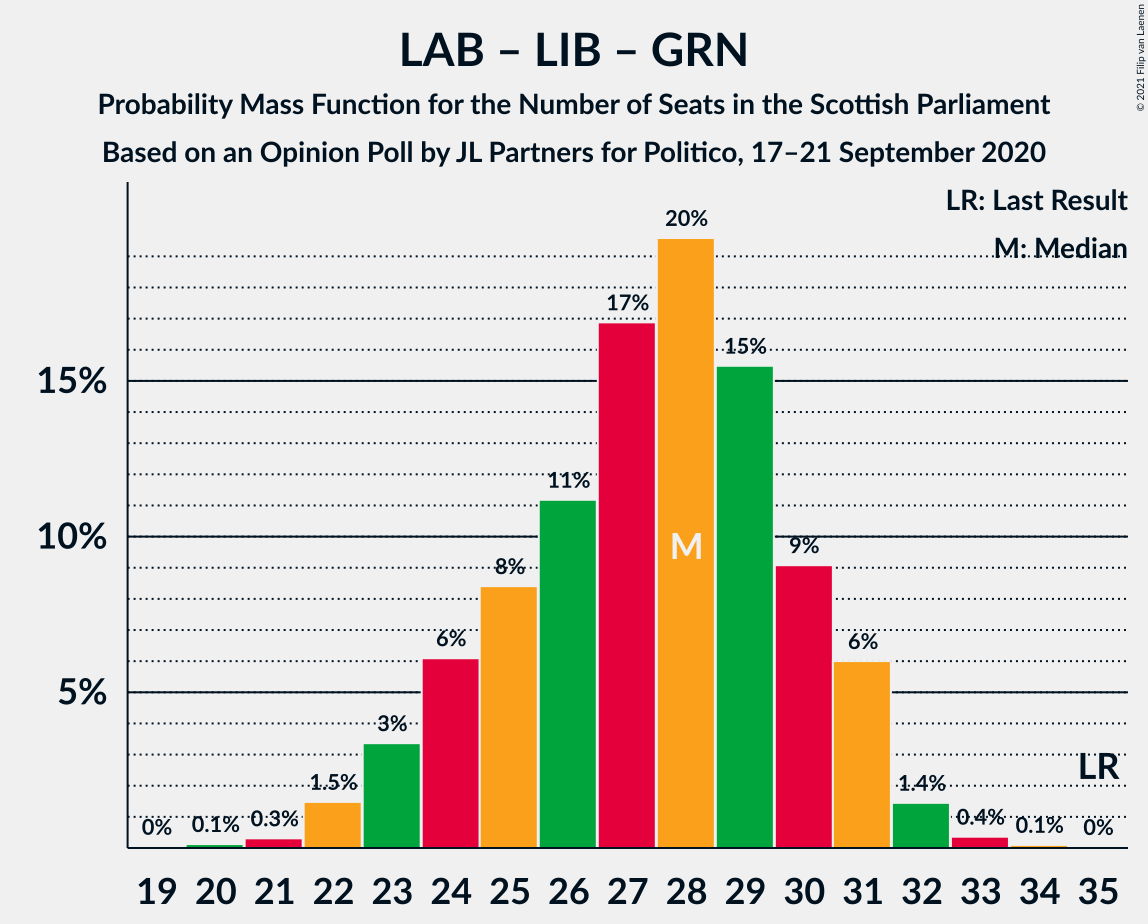 LAB – LIB – GRN
Probability Mass Function for the Number of Seats in the Scottish Parliament
Based on an Opinion Poll by JL Partners for Politico, 17–21 September 2020
© 2021 Filip van Laenen
LR: Last Result
M: Median
15%
10%
5%
0%
0.1%
0.3%
1.5%
3%
6%
8%
11%
17%
20%
15%
9%
6%
1.4%
0.4%
0.1%
0%
M
LR
19 20 21 22 23 24 25 26 27 28 29 30 31 32 33 34 35